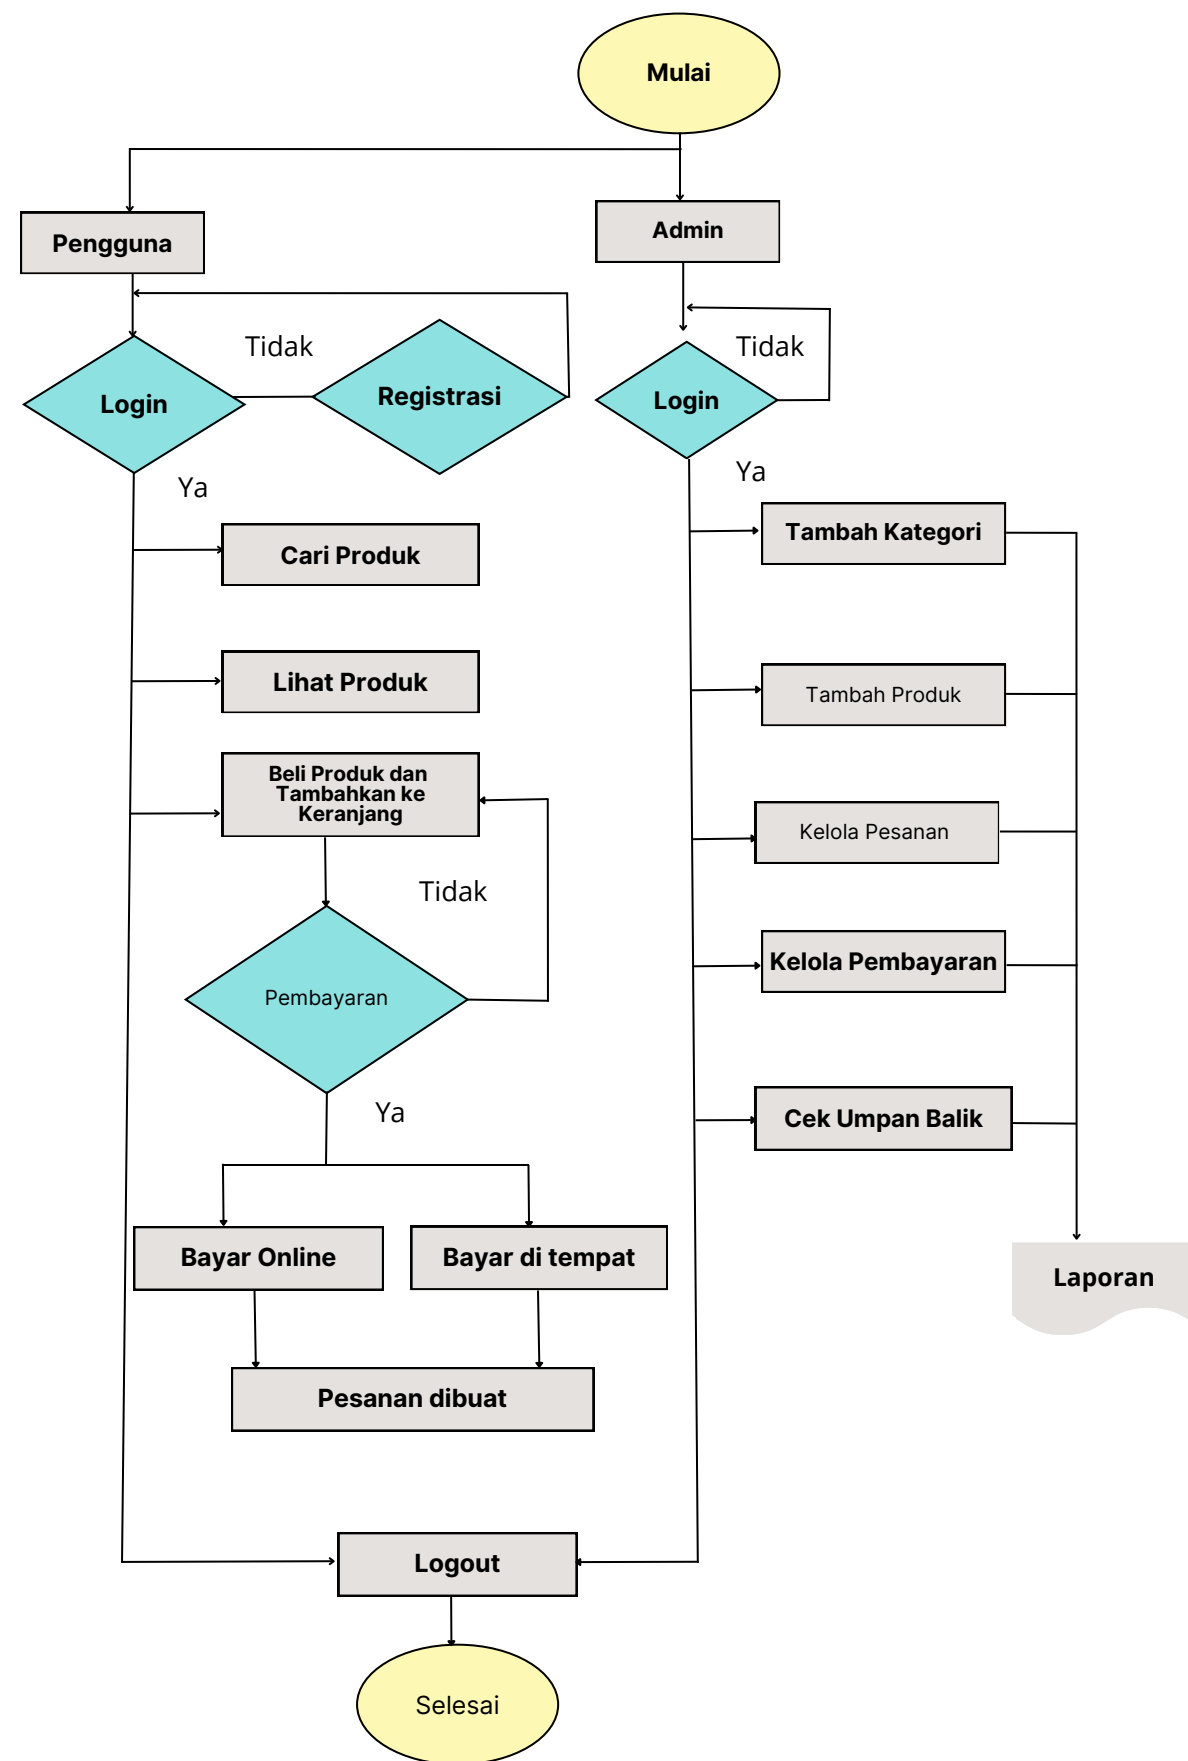 Mulai
Pengguna
Admin
Tidak
Tidak
Login
Registrasi
Login
Ya
Ya
Cari Produk
Tambah Kategori
Lihat Produk
Tambah Produk
Beli Produk dan
Tambahkan ke
Keranjang
Kelola Pesanan
Tidak
Pembayaran
Kelola Pembayaran
Ya
Cek Umpan Balik
Bayar Online
Bayar di tempat
Laporan
Pesanan dibuat
Logout
Selesai